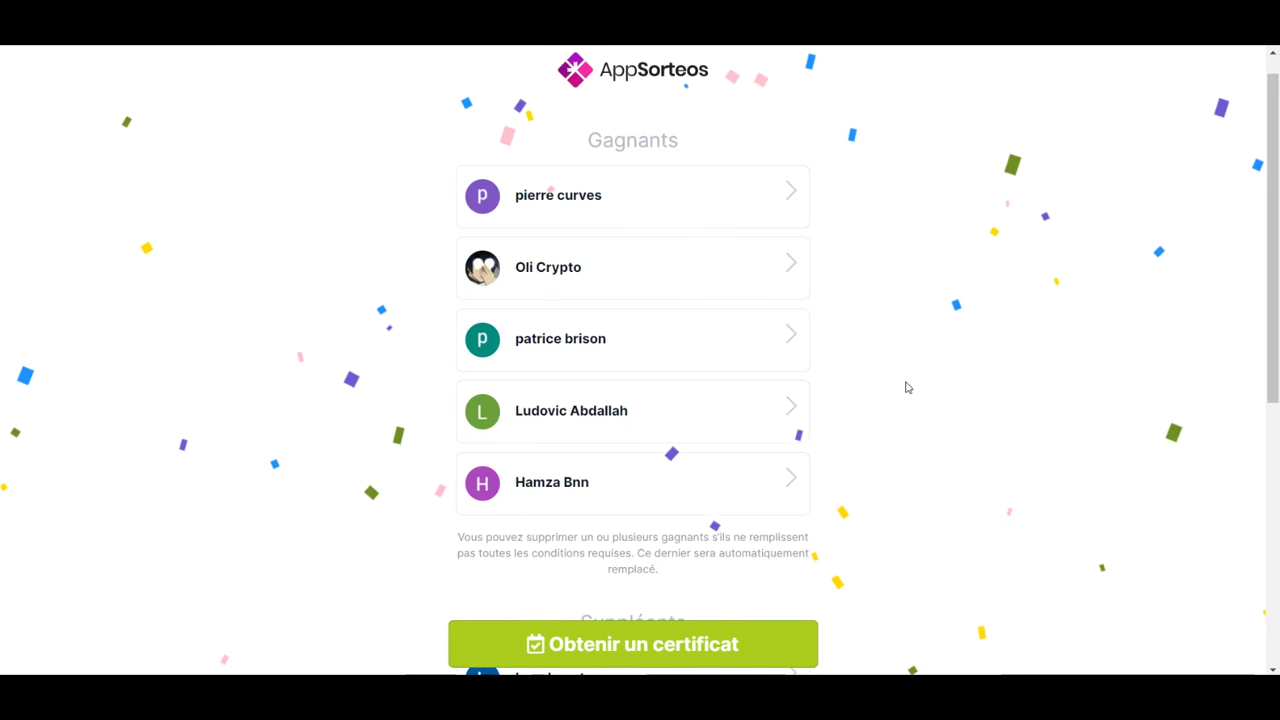 AppSorteos
Gagnants
p
pierre curves
Oli Crypto
p
patrice brison
L
Ludovic Abdallah
H
Hamza Bnn
Vous pouvez supprimer un ou plusieurs gagnants s'ils ne remplissent
pas toutes les conditions requises. Ce dernier sera automatiquement
remplacé.
Suppléants
Obtenir un certificat